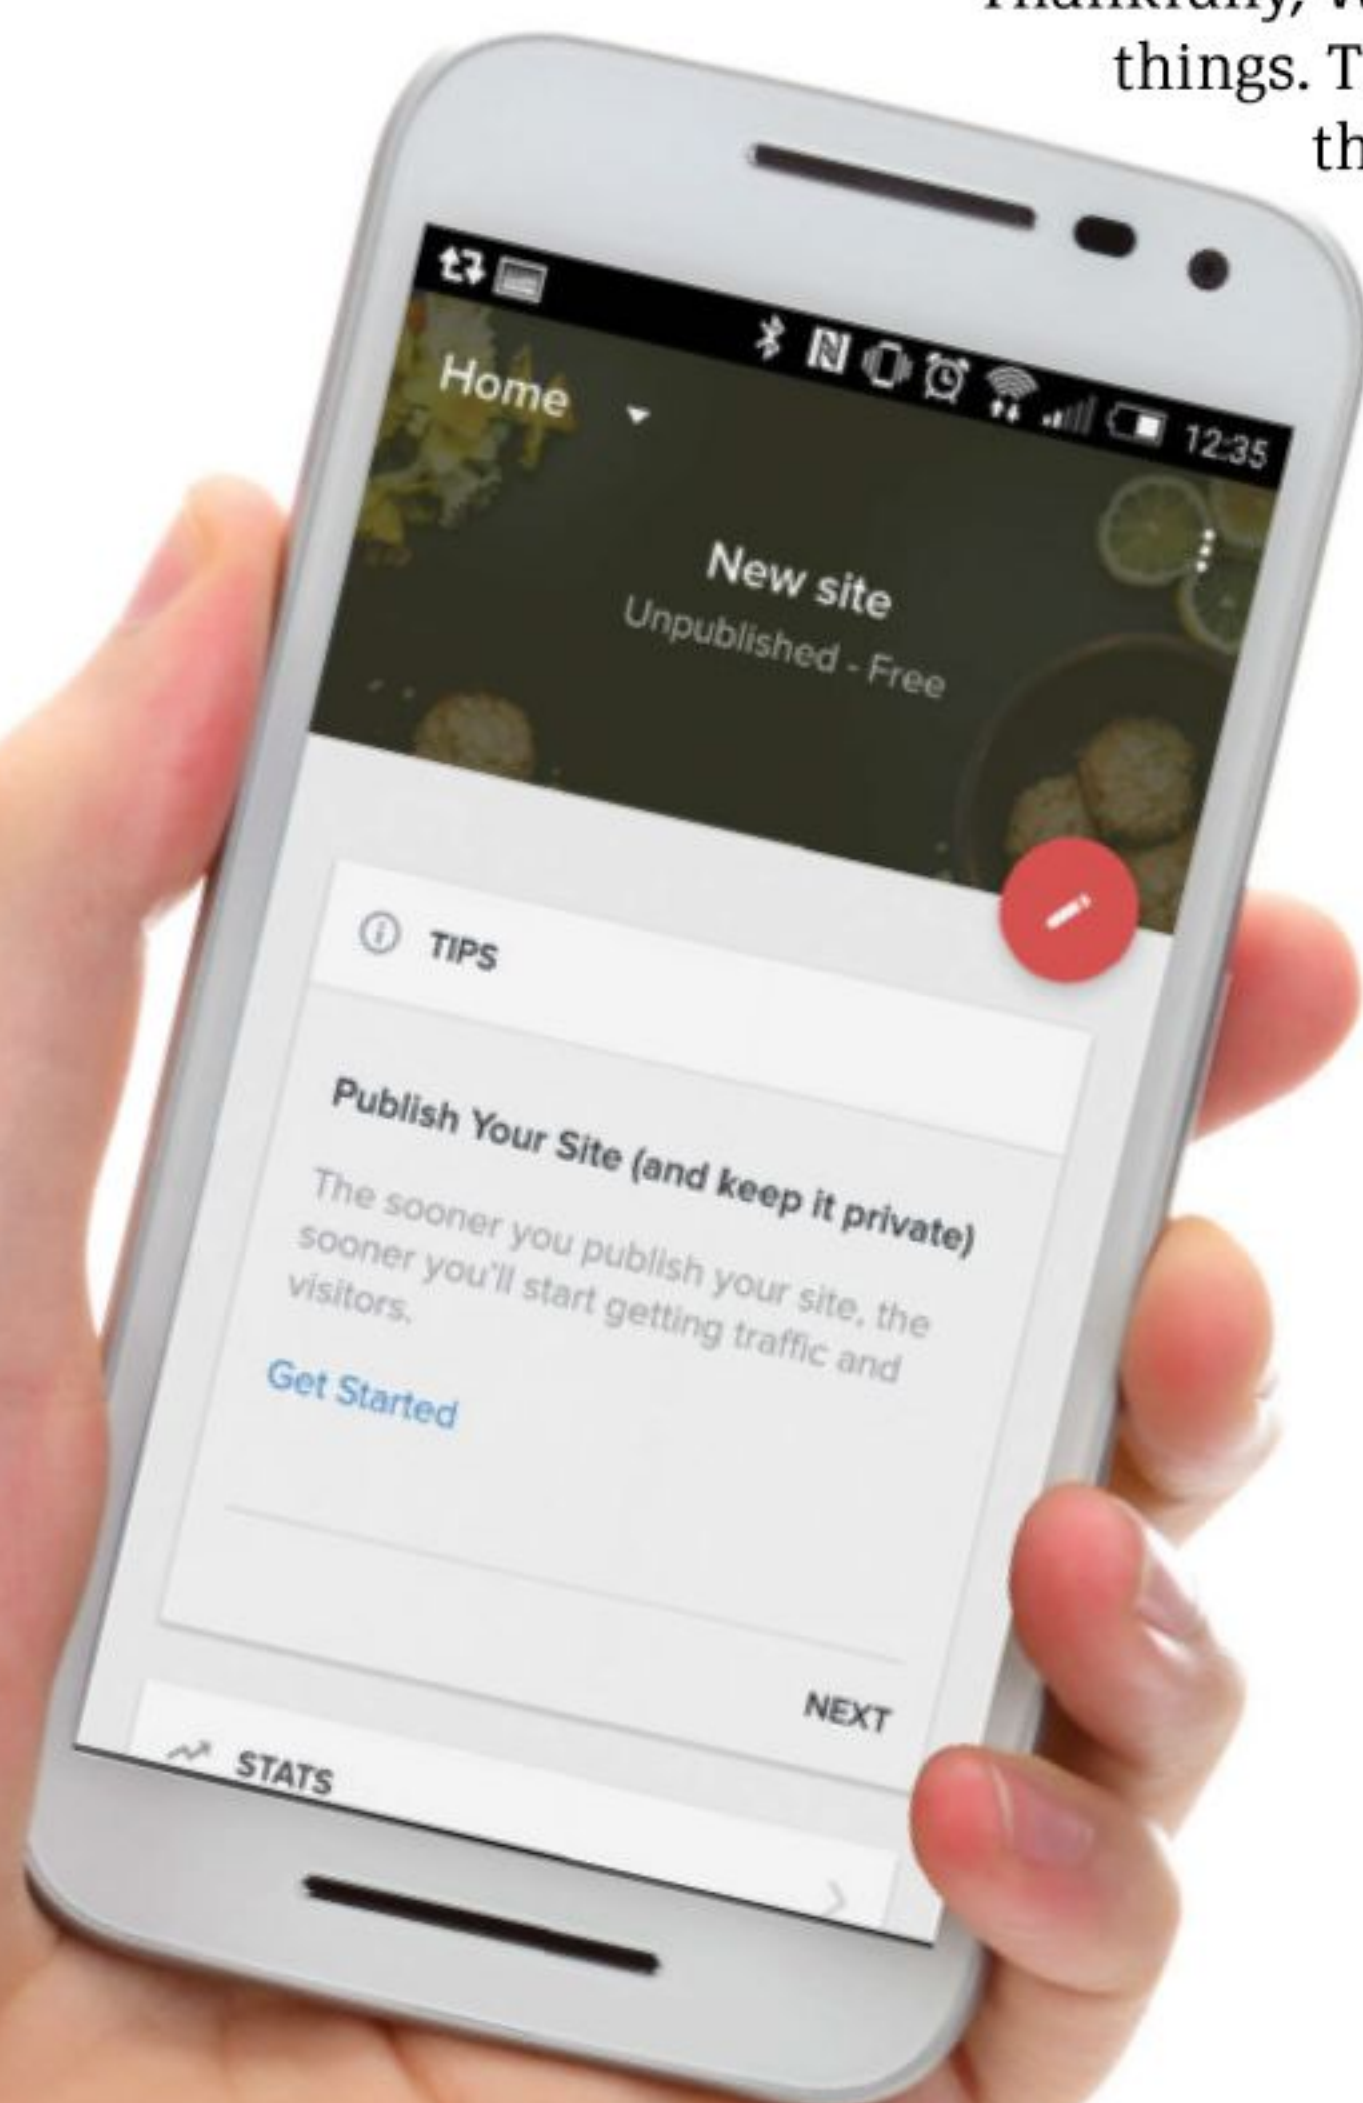 things. T
th
12:35
Home
New site
Unpublished - Free
TIPS
Publish Your Site (and keep it private)
The sooner you publish your site, the
sooner you'll start getting traffic and
visitors.
Get Started
NEXT
STATS